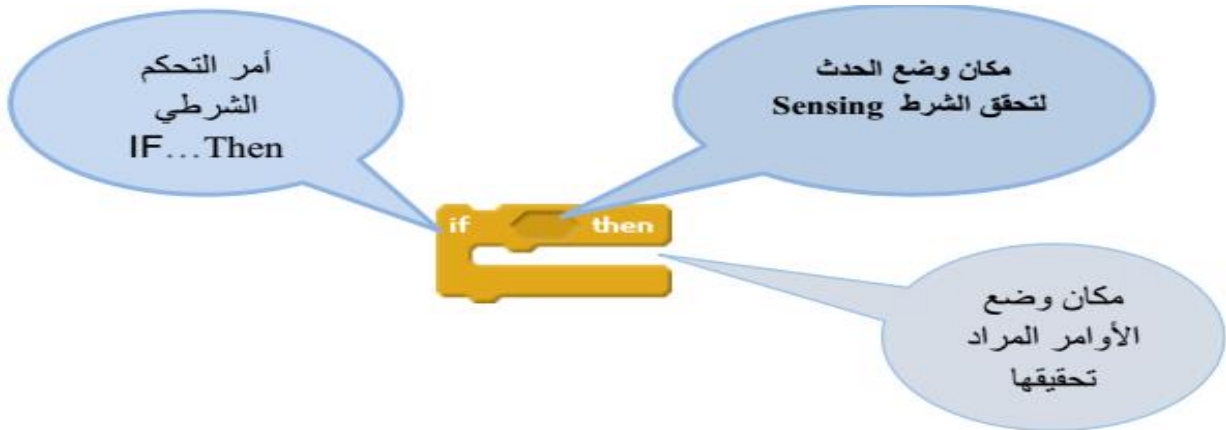 أمر التحكم
الشرطي
IF...Then
مكان وضع الحدث
لتحقق الشرط Sensing
if then
مكان وضع
الأوامر المراد
تحقيقها